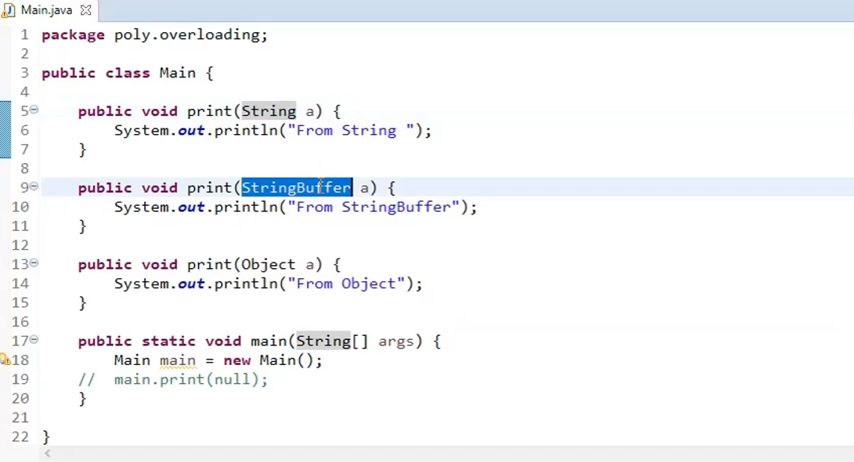 Main.java
1 package poly.overloading;
2
3 public class Main {
4
5 public void print(String a) {
6 System.out.println("From String ");
7 }
8
9 public void print(StringBuffer a) {
10 System.out.println("From StringBuffer");
11 }
12
13 public void print(Object a) {
14 System.out.println("From Object");
15 }
16
17 public static void main(String[] args) {
18 Main main = new Main();
19 // main.print(null);
20 }
21
22 }